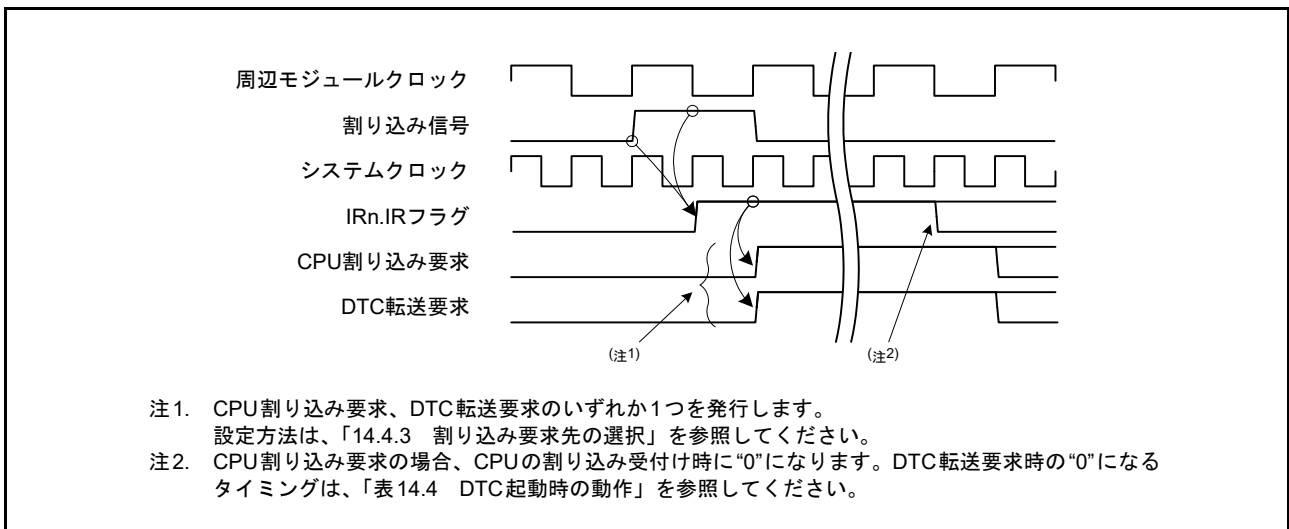 周辺モジュールクロック
割り込み信号
システムクロック
IRn.IRフラグ
CPU割り込み要求
DTC転送要求
(注1)
(注2)
注1. CPU割り込み要求、DTC転送要求のいずれか1つを発行します。
設定方法は、「14.4.3 割り込み要求先の選択」を参照してください。
注2. CPU割り込み要求の場合、CPUの割り込み受付け時に“0”になります。DTC転送要求時の“0”になる
タイミングは、「表14.4 DTC起動時の動作」を参照してください。